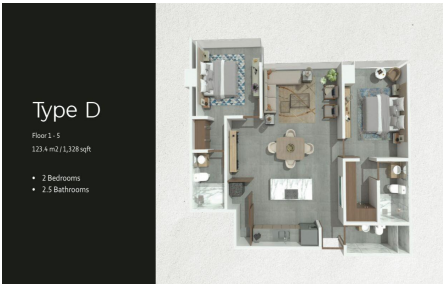 Type D
Floor 1 - 5
123.4 m2 / 1,328 sqft
• 2 Bedrooms
• 2.5 Bathrooms